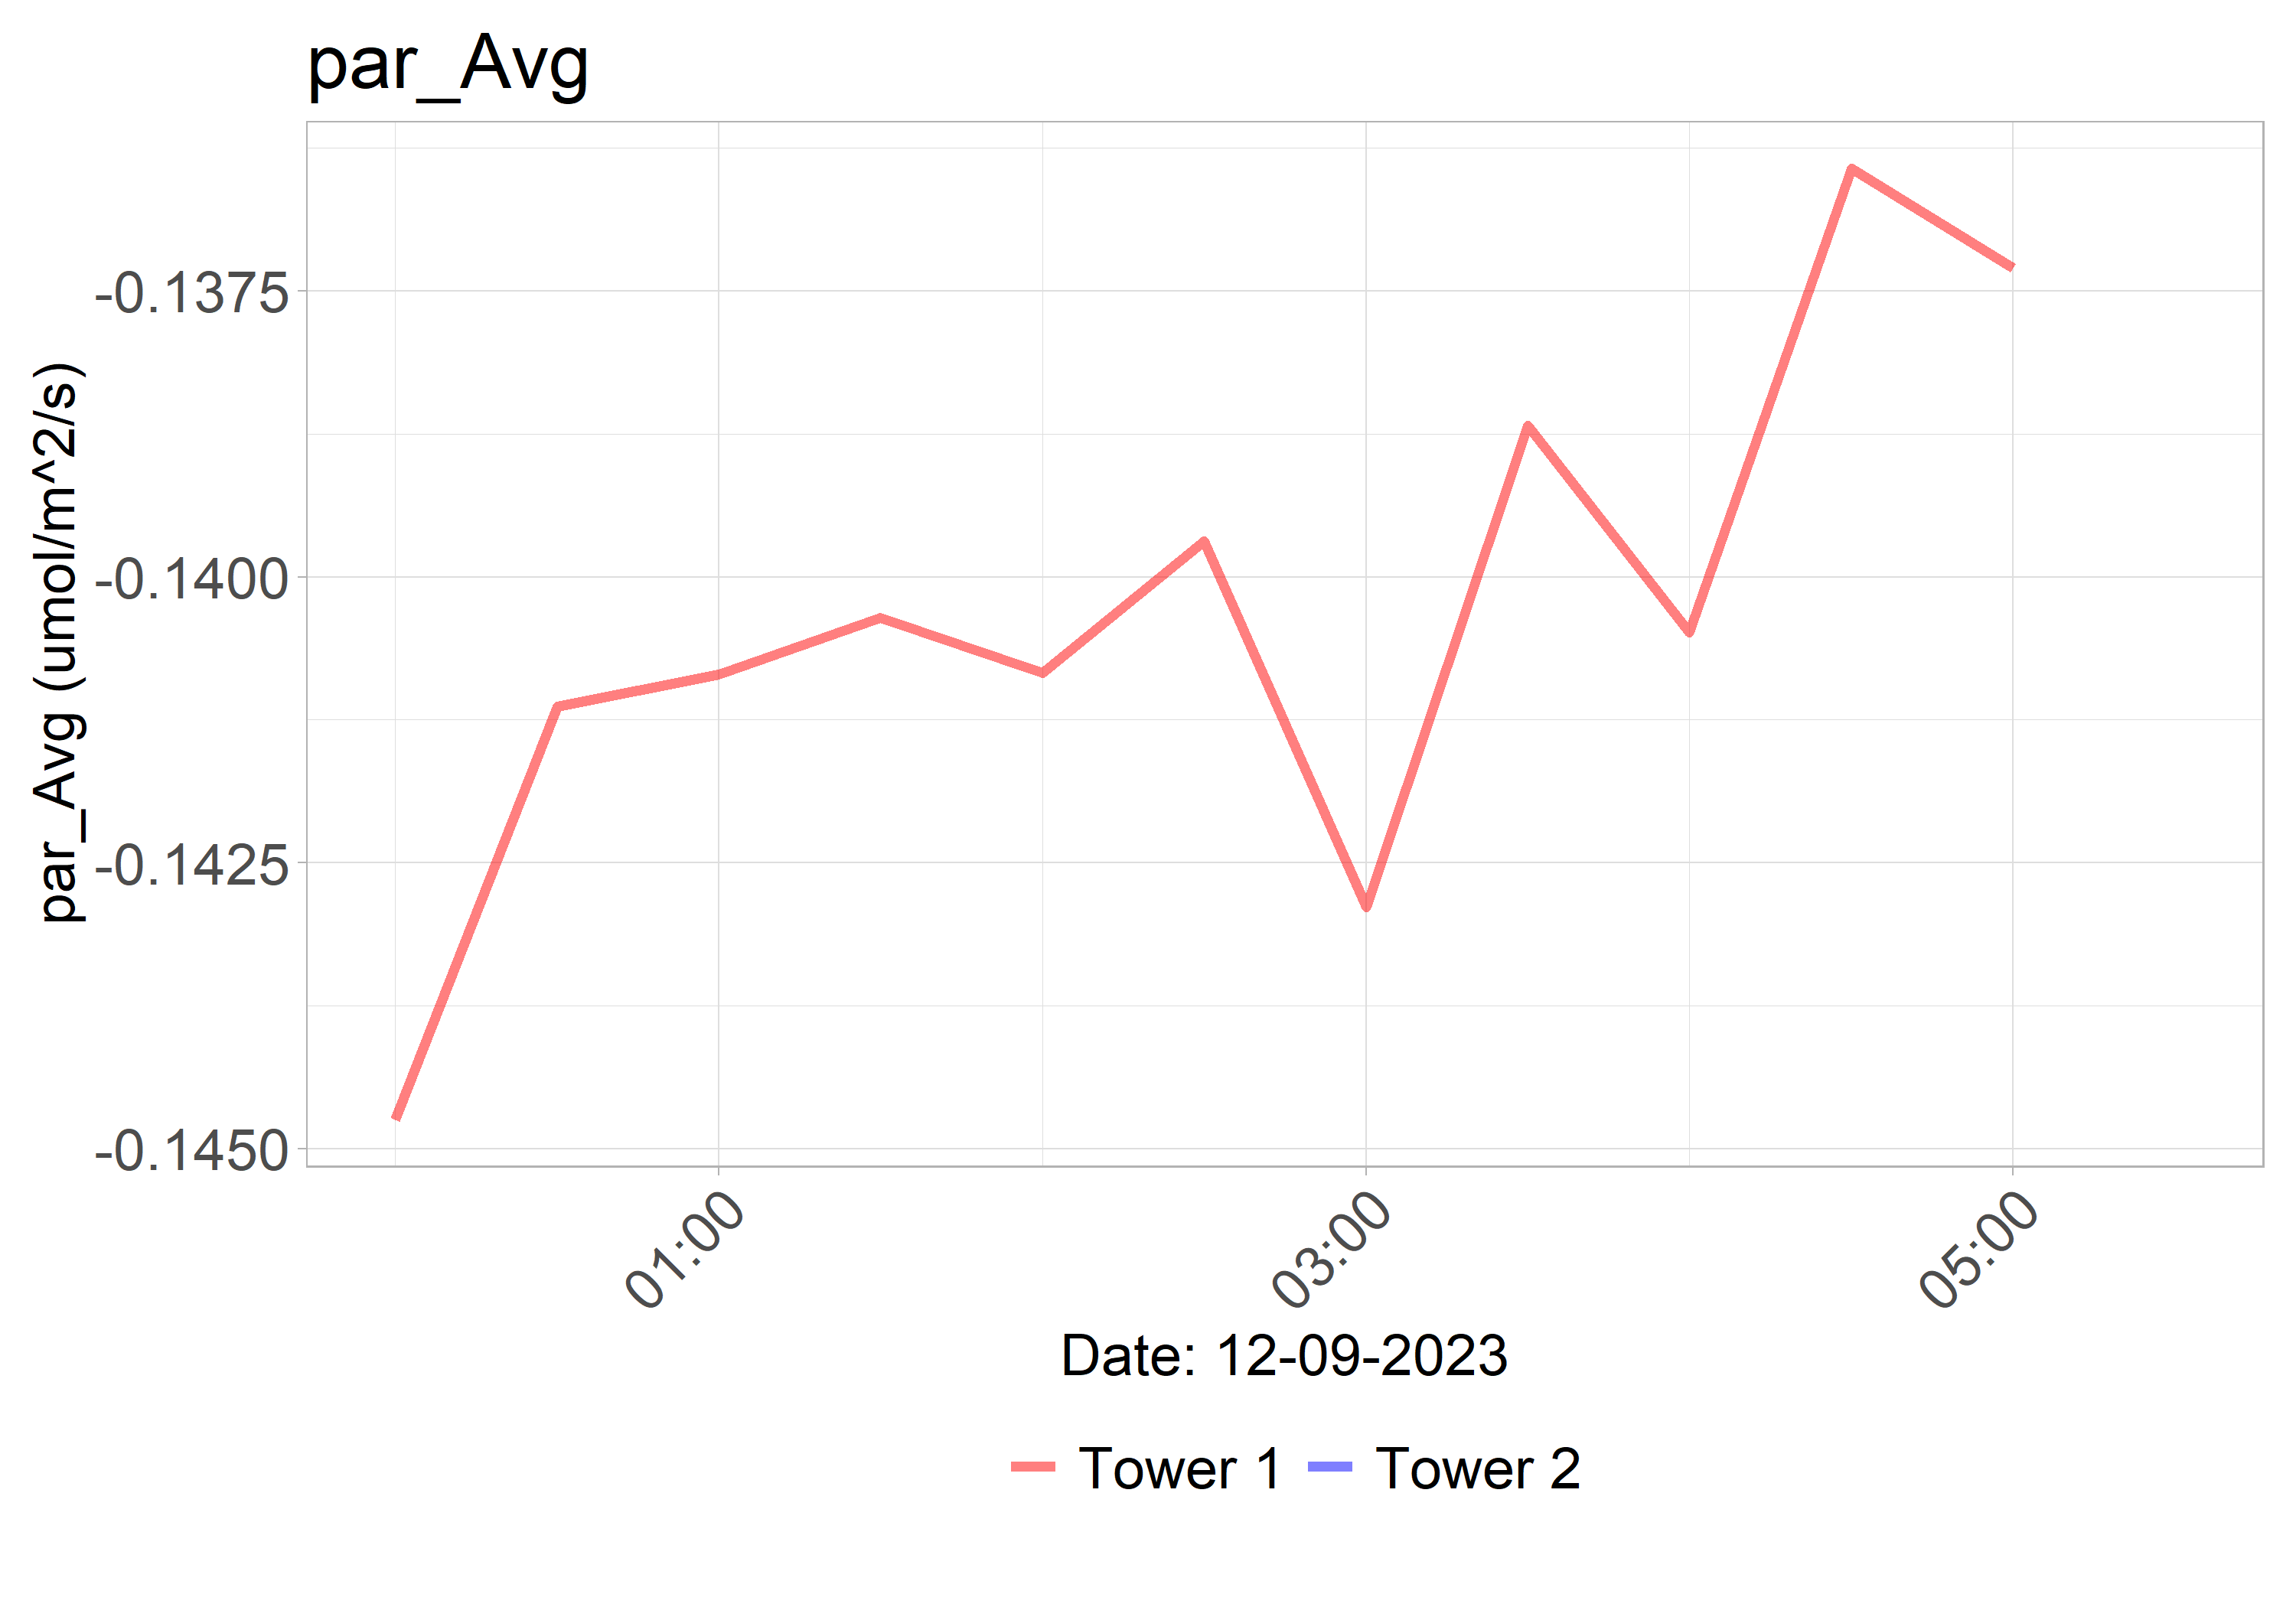 par_Avg
par_Avg (umol/m^2/s)
-0.1375
-0.1400
-0.1425
-0.1450
01:00
03:00
05:00
Date: 12-09-2023
Tower 1
Tower 2